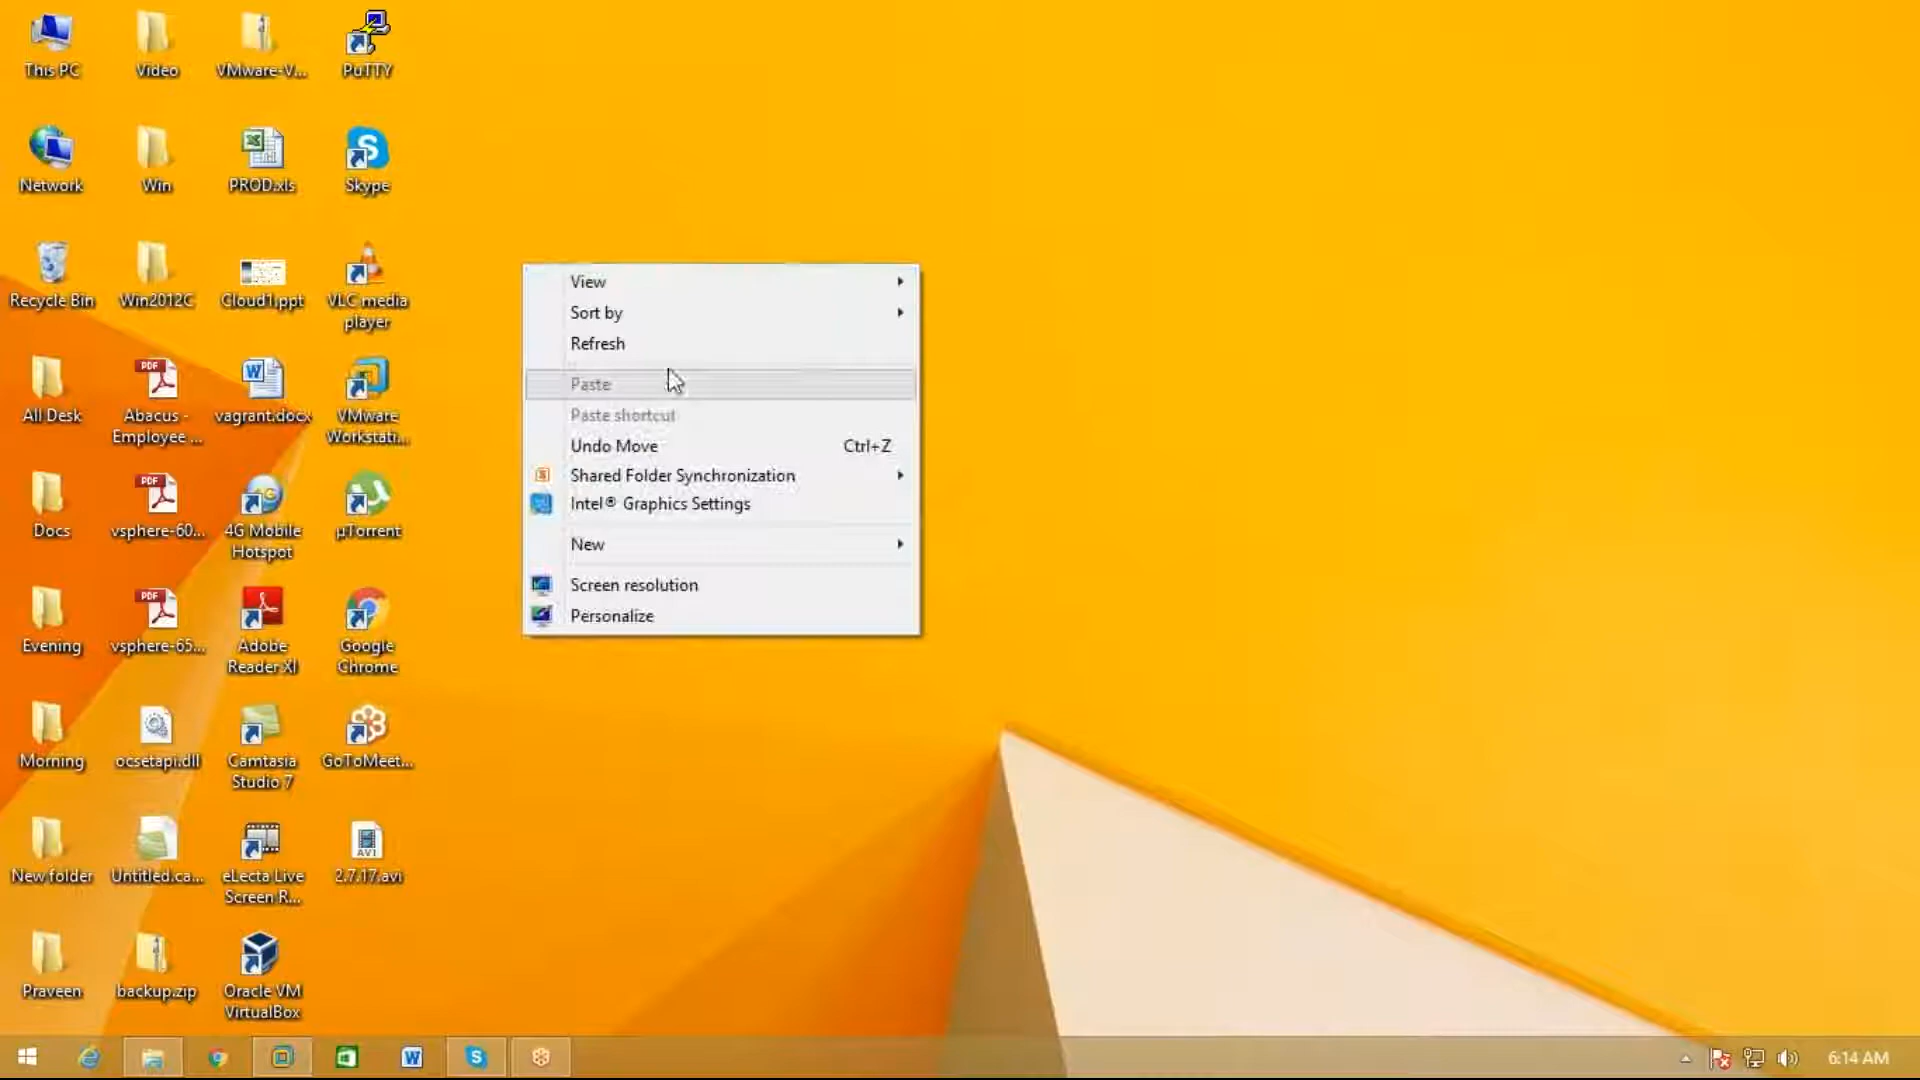 This PC
Video
VMware-V...
PuTTY
Network
Win
PROD.xls
Skype
Recycle Bin
Win2012C
Cloud1.ppt
VLC media
player
All Desk
Abacus -
Employee ...
vagrant.docx
VMware
Workstati...
Docs
vsphere-60...
4G Mobile
Hotspot
µTorrent
Evening
vsphere-65...
Adobe
Reader XI
Google
Chrome
Morning
ocsetapi.dll
Camtasia
Studio 7
GoToMeet...
New folder
Untitled.ca...
eLecta Live
Screen R...
2.7.17.avi
Praveen
backup.zip
Oracle VM
VirtualBox
View
Sort by
Refresh
Paste
Paste shortcut
Undo Move Ctrl+Z
Shared Folder Synchronization
Intel® Graphics Settings
New
Screen resolution
Personalize
6:14 AM